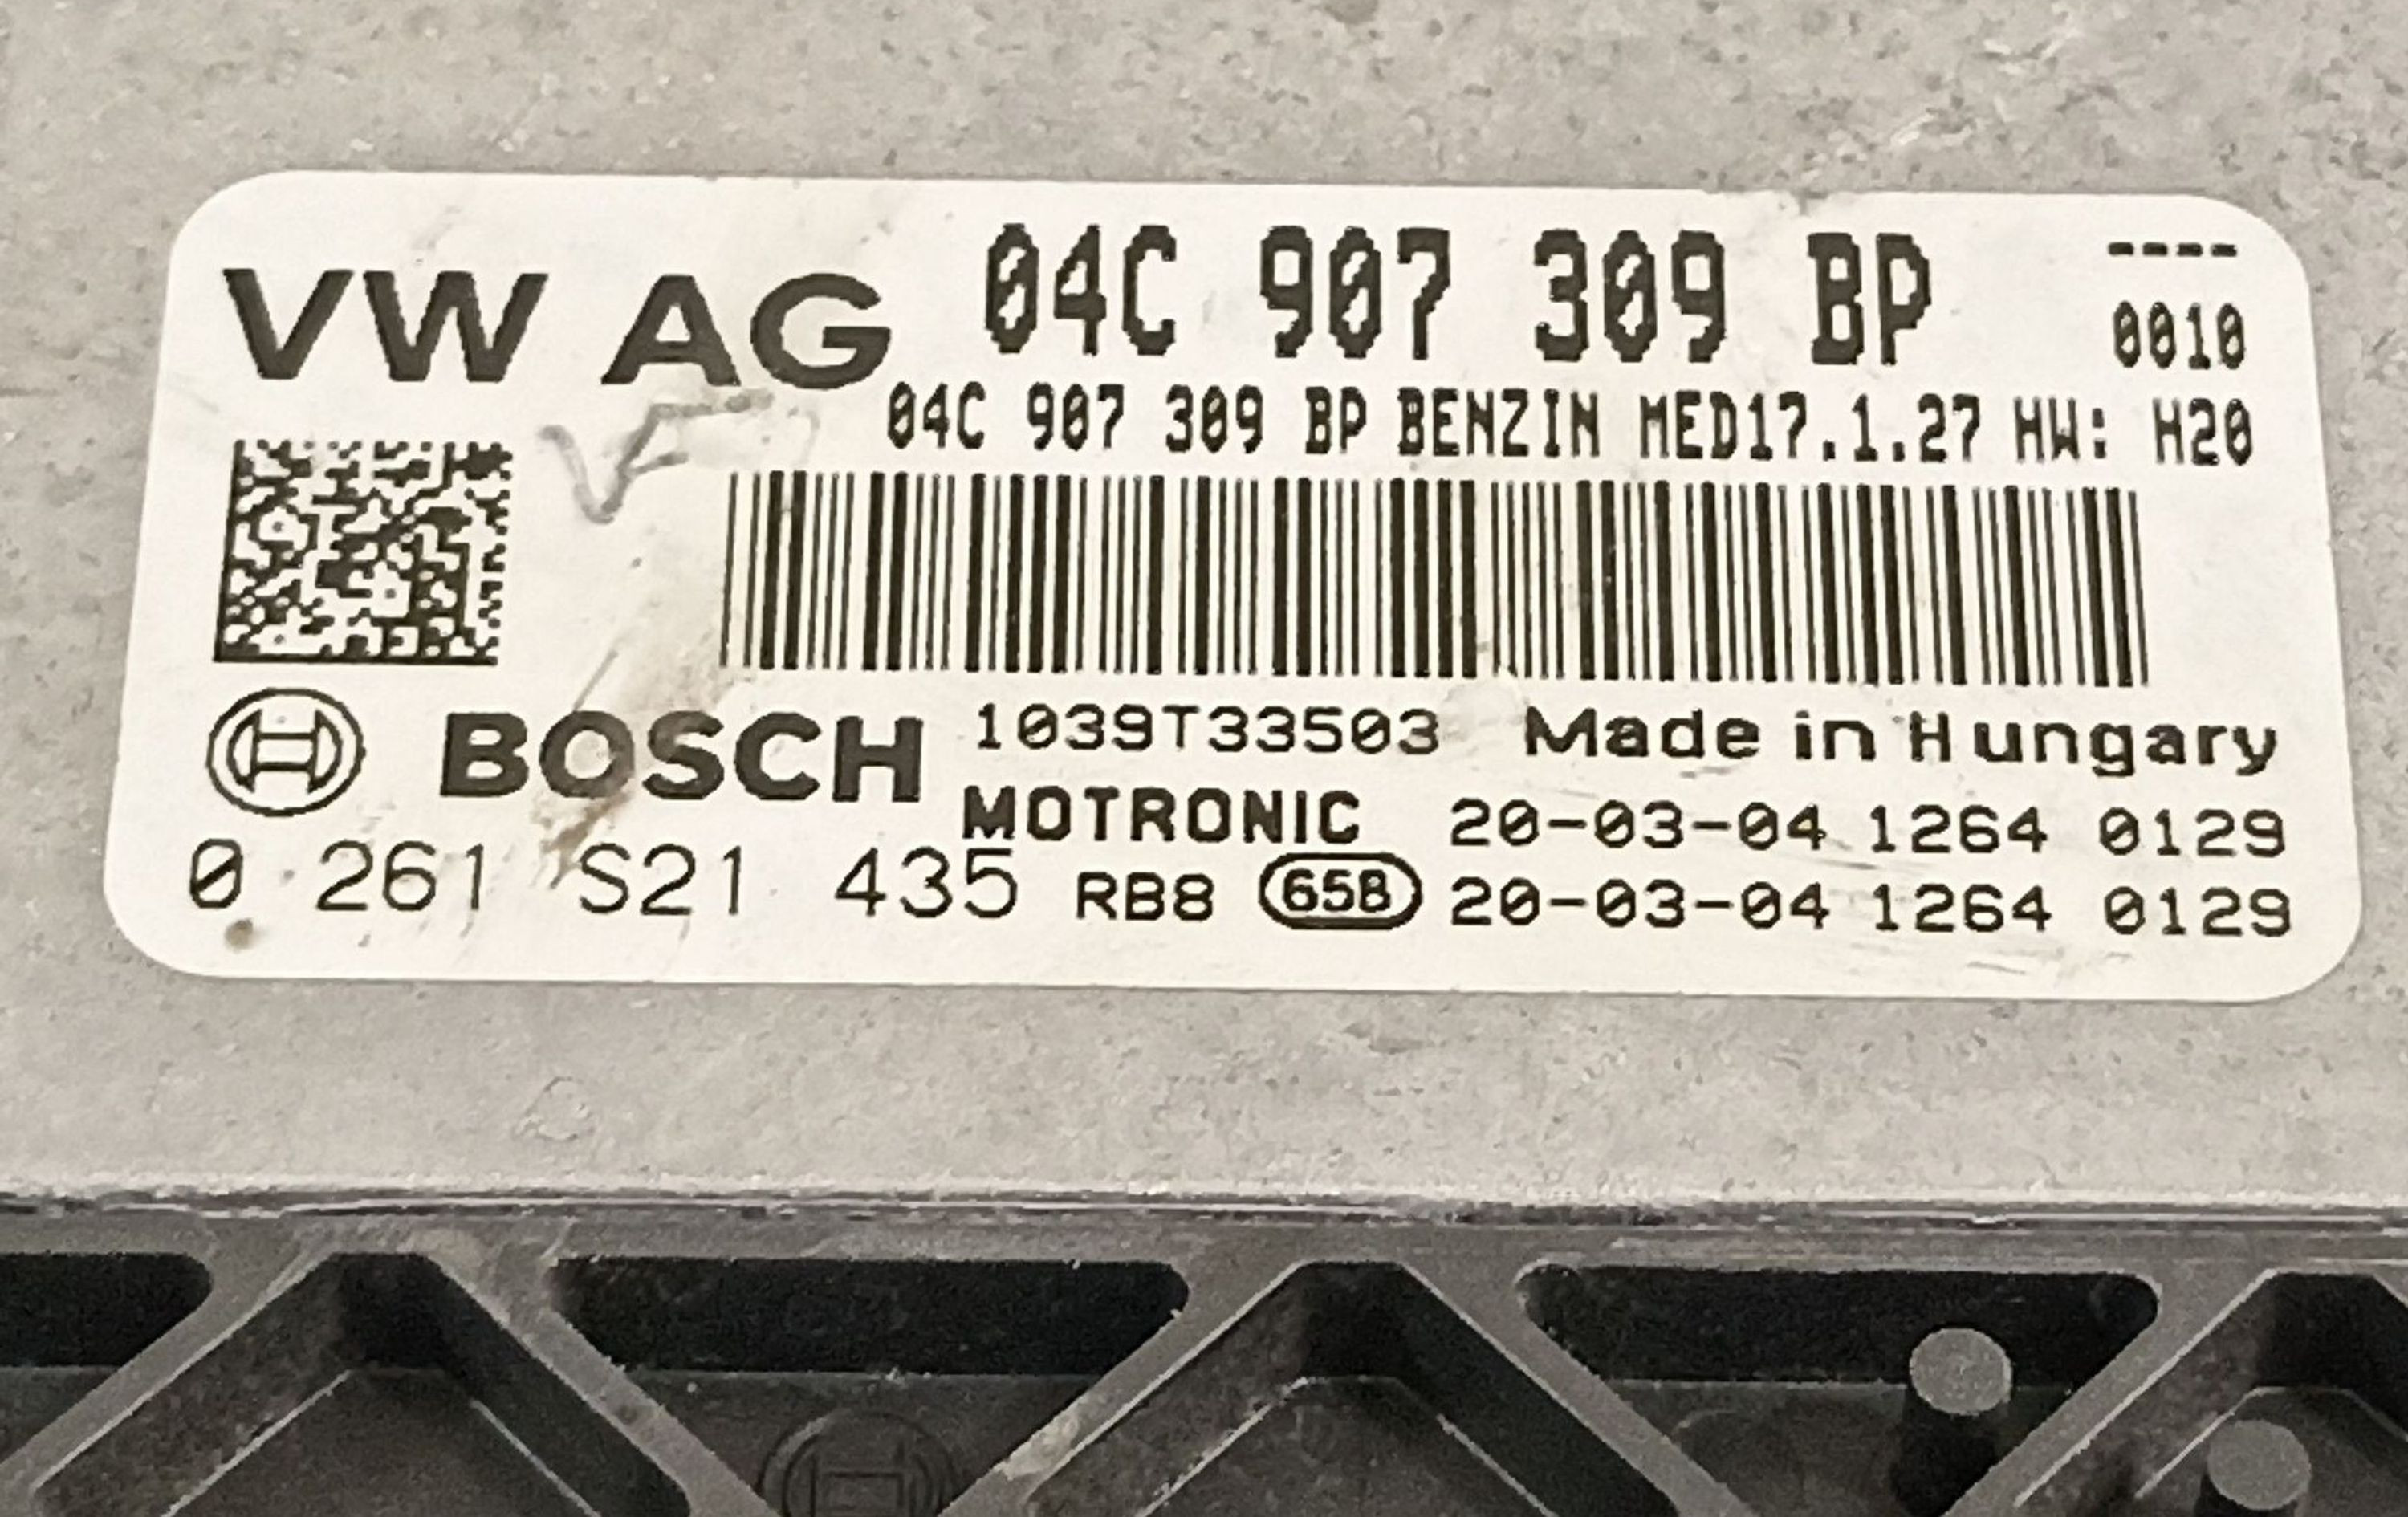 VW AG 04C 907 309 BP ----
0010
04C 907 309 BP BENZIN MED17.1.27 HW: H20
BOSCH 1039T33503 Made in Hungary
MOTRONIC 20-03-04 1264 0129
0 261 S21 435 RB8 65B 20-03-04 1264 0129